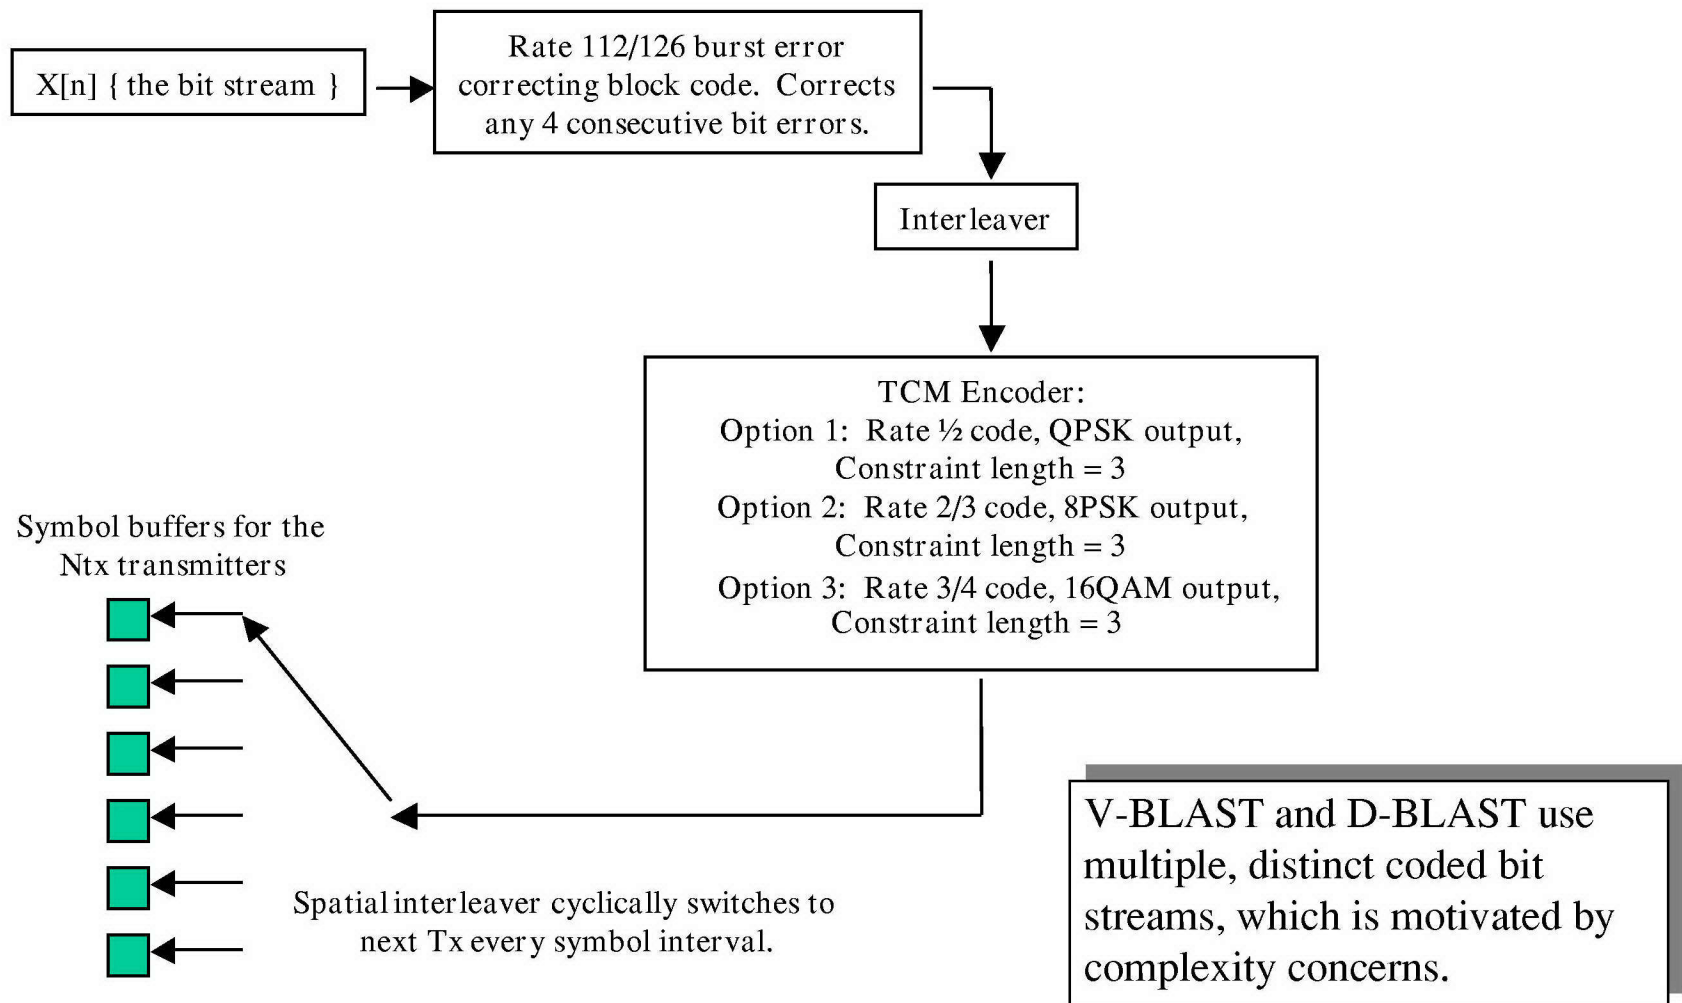 X[n] { the bit stream }
Rate 112/126 burst error
correcting block code. Corrects
any 4 consecutive bit errors.
Interleaver
TCM Encoder:
Option 1: Rate ½ code, QPSK output,
Constraint length = 3
Option 2: Rate 2/3 code, 8PSK output,
Constraint length = 3
Option 3: Rate 3/4 code, 16QAM output,
Constraint length = 3
Symbol buffers for the
Ntx transmitters
Spatial interleaver cyclically switches to
next Tx every symbol interval.
V-BLAST and D-BLAST use
multiple, distinct coded bit
streams, which is motivated by
complexity concerns.